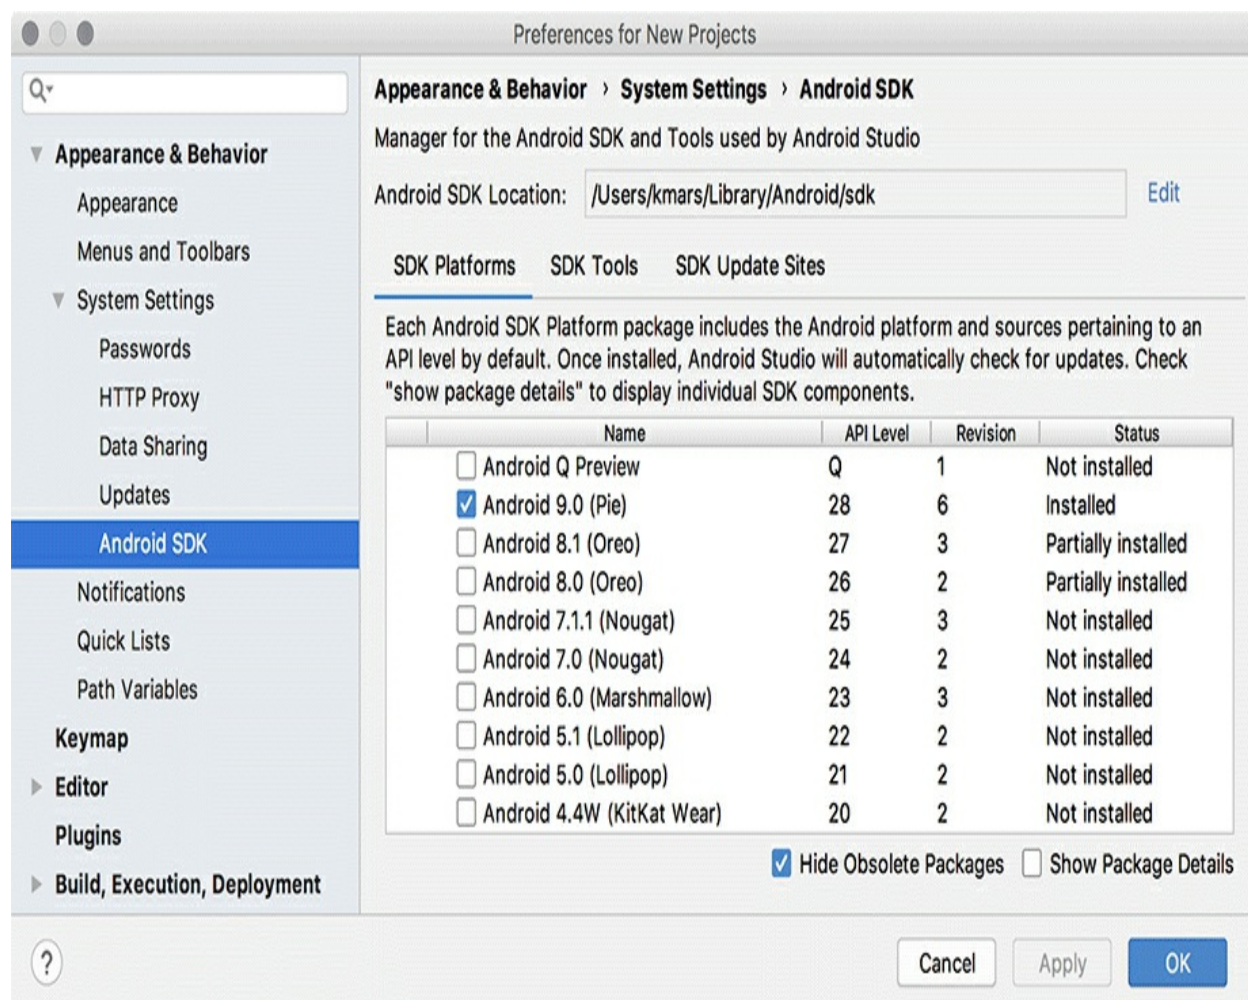 Preferences for New Projects
Appearance & Behavior
Appearance
Menus and Toolbars
System Settings
Passwords
HTTP Proxy
Data Sharing
Updates
Android SDK
Notifications
Quick Lists
Path Variables
Keymap
Editor
Plugins
Build, Execution, Deployment
Appearance & Behavior › System Settings › Android SDK
Manager for the Android SDK and Tools used by Android Studio
Android SDK Location: /Users/kmars/Library/Android/sdk Edit
SDK Platforms SDK Tools SDK Update Sites
Each Android SDK Platform package includes the Android platform and sources pertaining to an
API level by default. Once installed, Android Studio will automatically check for updates. Check
"show package details" to display individual SDK components.
Name API Level Revision Status
Android Q Preview Q 1 Not installed
Android 9.0 (Pie) 28 6 Installed
Android 8.1 (Oreo) 27 3 Partially installed
Android 8.0 (Oreo) 26 2 Partially installed
Android 7.1.1 (Nougat) 25 3 Not installed
Android 7.0 (Nougat) 24 2 Not installed
Android 6.0 (Marshmallow) 23 3 Not installed
Android 5.1 (Lollipop) 22 2 Not installed
Android 5.0 (Lollipop) 21 2 Not installed
Android 4.4W (KitKat Wear) 20 2 Not installed
Hide Obsolete Packages Show Package Details
? Cancel Apply OK